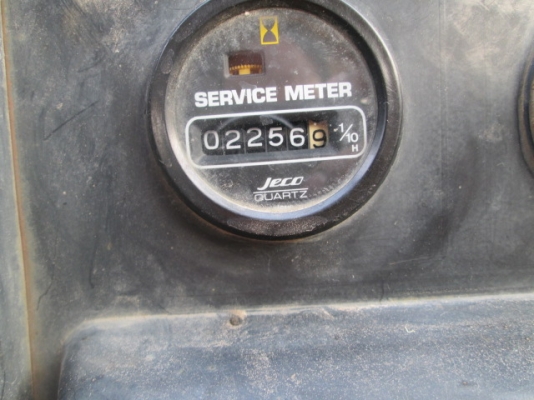 SERVICE METER
022569 -1/10 H
Jeco
QUARTZ